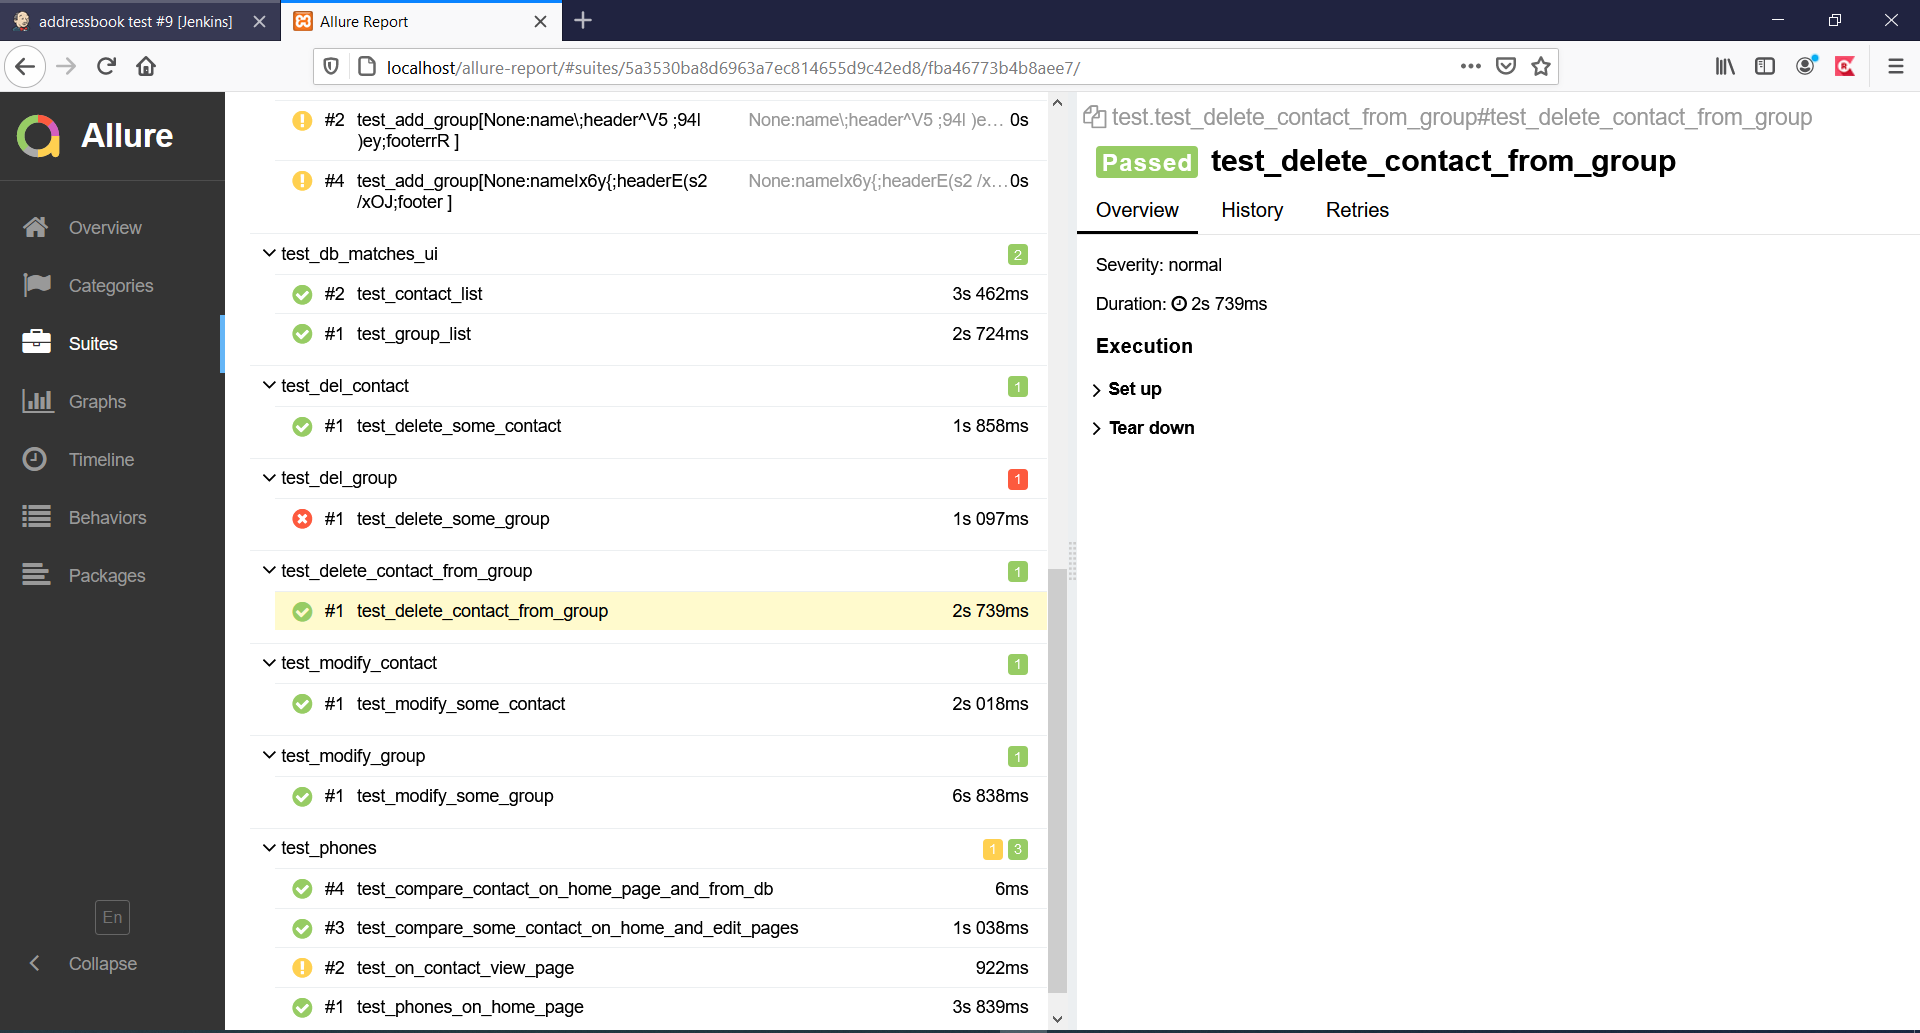 addressbook test #9 [Jenkins]
Allure Report
localhost/allure-report/#suites/5a3530ba8d6963a7ec814655d9c42ed8/fba46773b4b8aee7/
Allure
Overview
Categories
Suites
Graphs
Timeline
Behaviors
Packages
En
Collapse
#2 test_add_group[None:name\;header^V5 ;94l None:name\;header^V5 ;94l )e... 0s
)ey;footerrR ]
#4 test_add_group[None:nameIx6y{;headerE(s2 None:nameIx6y{;headerE(s2 /x... 0s
/xOJ;footer ]
test_db_matches_ui 2
#2 test_contact_list 3s 462ms
#1 test_group_list 2s 724ms
test_del_contact 1
#1 test_delete_some_contact 1s 858ms
test_del_group 1
#1 test_delete_some_group 1s 097ms
test_delete_contact_from_group 1
#1 test_delete_contact_from_group 2s 739ms
test_modify_contact 1
#1 test_modify_some_contact 2s 018ms
test_modify_group 1
#1 test_modify_some_group 6s 838ms
test_phones 1 3
#4 test_compare_contact_on_home_page_and_from_db 6ms
#3 test_compare_some_contact_on_home_and_edit_pages 1s 038ms
#2 test_on_contact_view_page 922ms
#1 test_phones_on_home_page 3s 839ms
test.test_delete_contact_from_group#test_delete_contact_from_group
Passed test_delete_contact_from_group
Overview History Retries
Severity: normal
Duration: 2s 739ms
Execution
Set up
Tear down